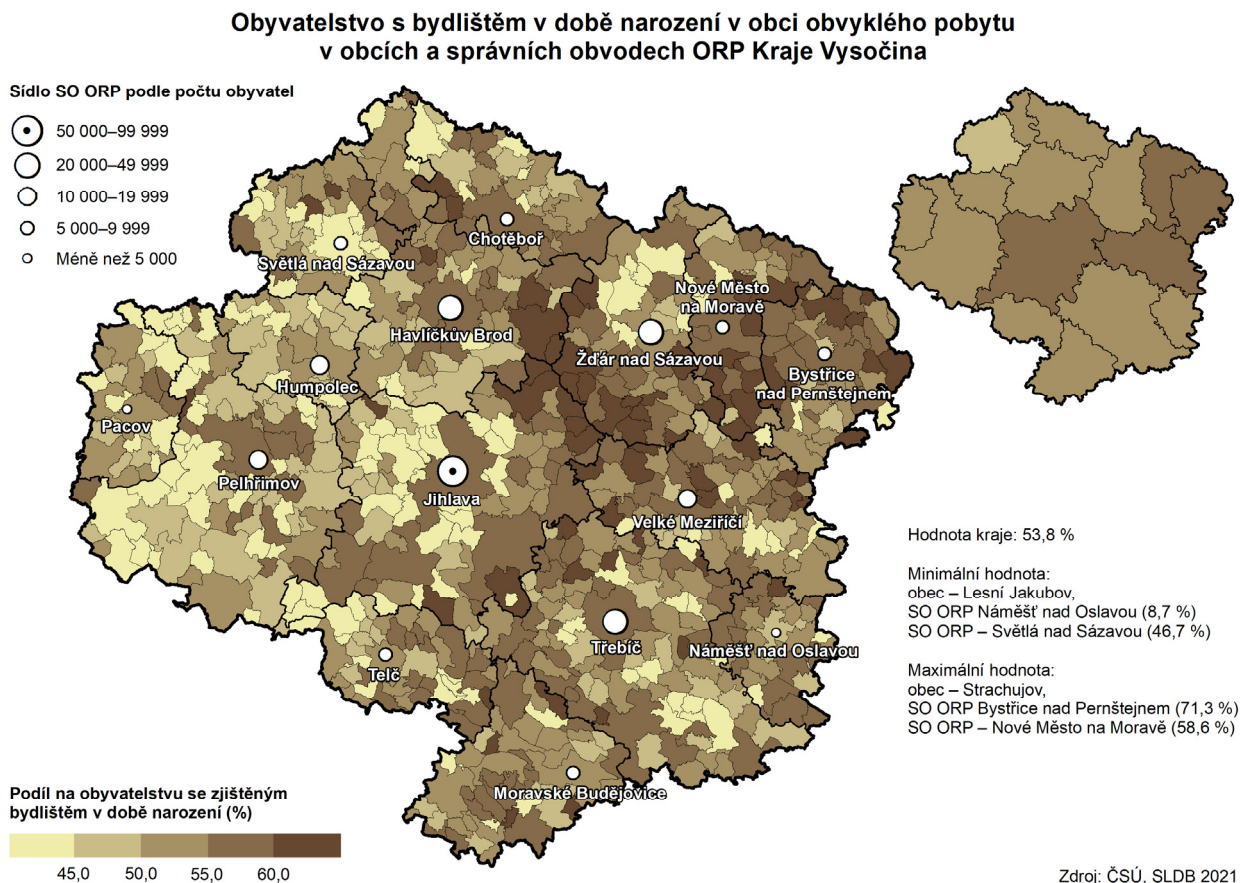 Obyvatelstvo s bydlištěm v době narození v obci obvyklého pobytu
v obcích a správních obvodech ORP Kraje Vysočina
Sídlo SO ORP podle počtu obyvatel
50 000–99 999
20 000–49 999
10 000–19 999
5 000–9 999
Méně než 5 000
Chotěboř
Světlá nad Sázavou
Nové Město
na Moravě
Havlíčkův Brod
Žďár nad Sázavou
Humpolec
Bystřice
nad Pernštejnem
Pacov
Pelhřimov
Jihlava
Velké Meziříčí
Třebíč
Náměšť nad Oslavou
Telč
Moravské Budějovice
Hodnota kraje: 53,8 %
Minimální hodnota:
obec – Lesní Jakubov,
SO ORP Náměšť nad Oslavou (8,7 %)
SO ORP – Světlá nad Sázavou (46,7 %)
Maximální hodnota:
obec – Strachujov,
SO ORP Bystřice nad Pernštejnem (71,3 %)
SO ORP – Nové Město na Moravě (58,6 %)
Podíl na obyvatelstvu se zjištěným
bydlištěm v době narození (%)
45,0 50,0 55,0 60,0
Zdroj: ČSÚ, SLDB 2021